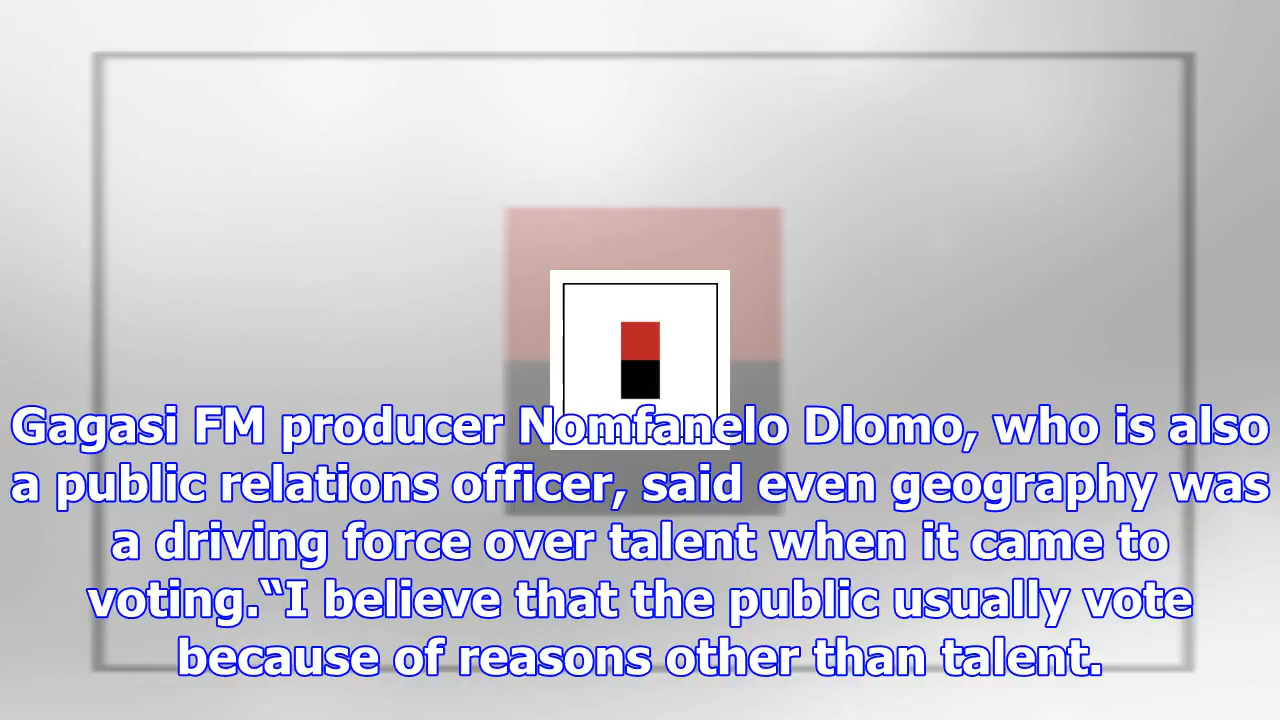 Gagasi FM producer Nomfanelo Dlomo, who is also
a public relations officer, said even geography was
a driving force over talent when it came to
voting.“I believe that the public usually vote
because of reasons other than talent.